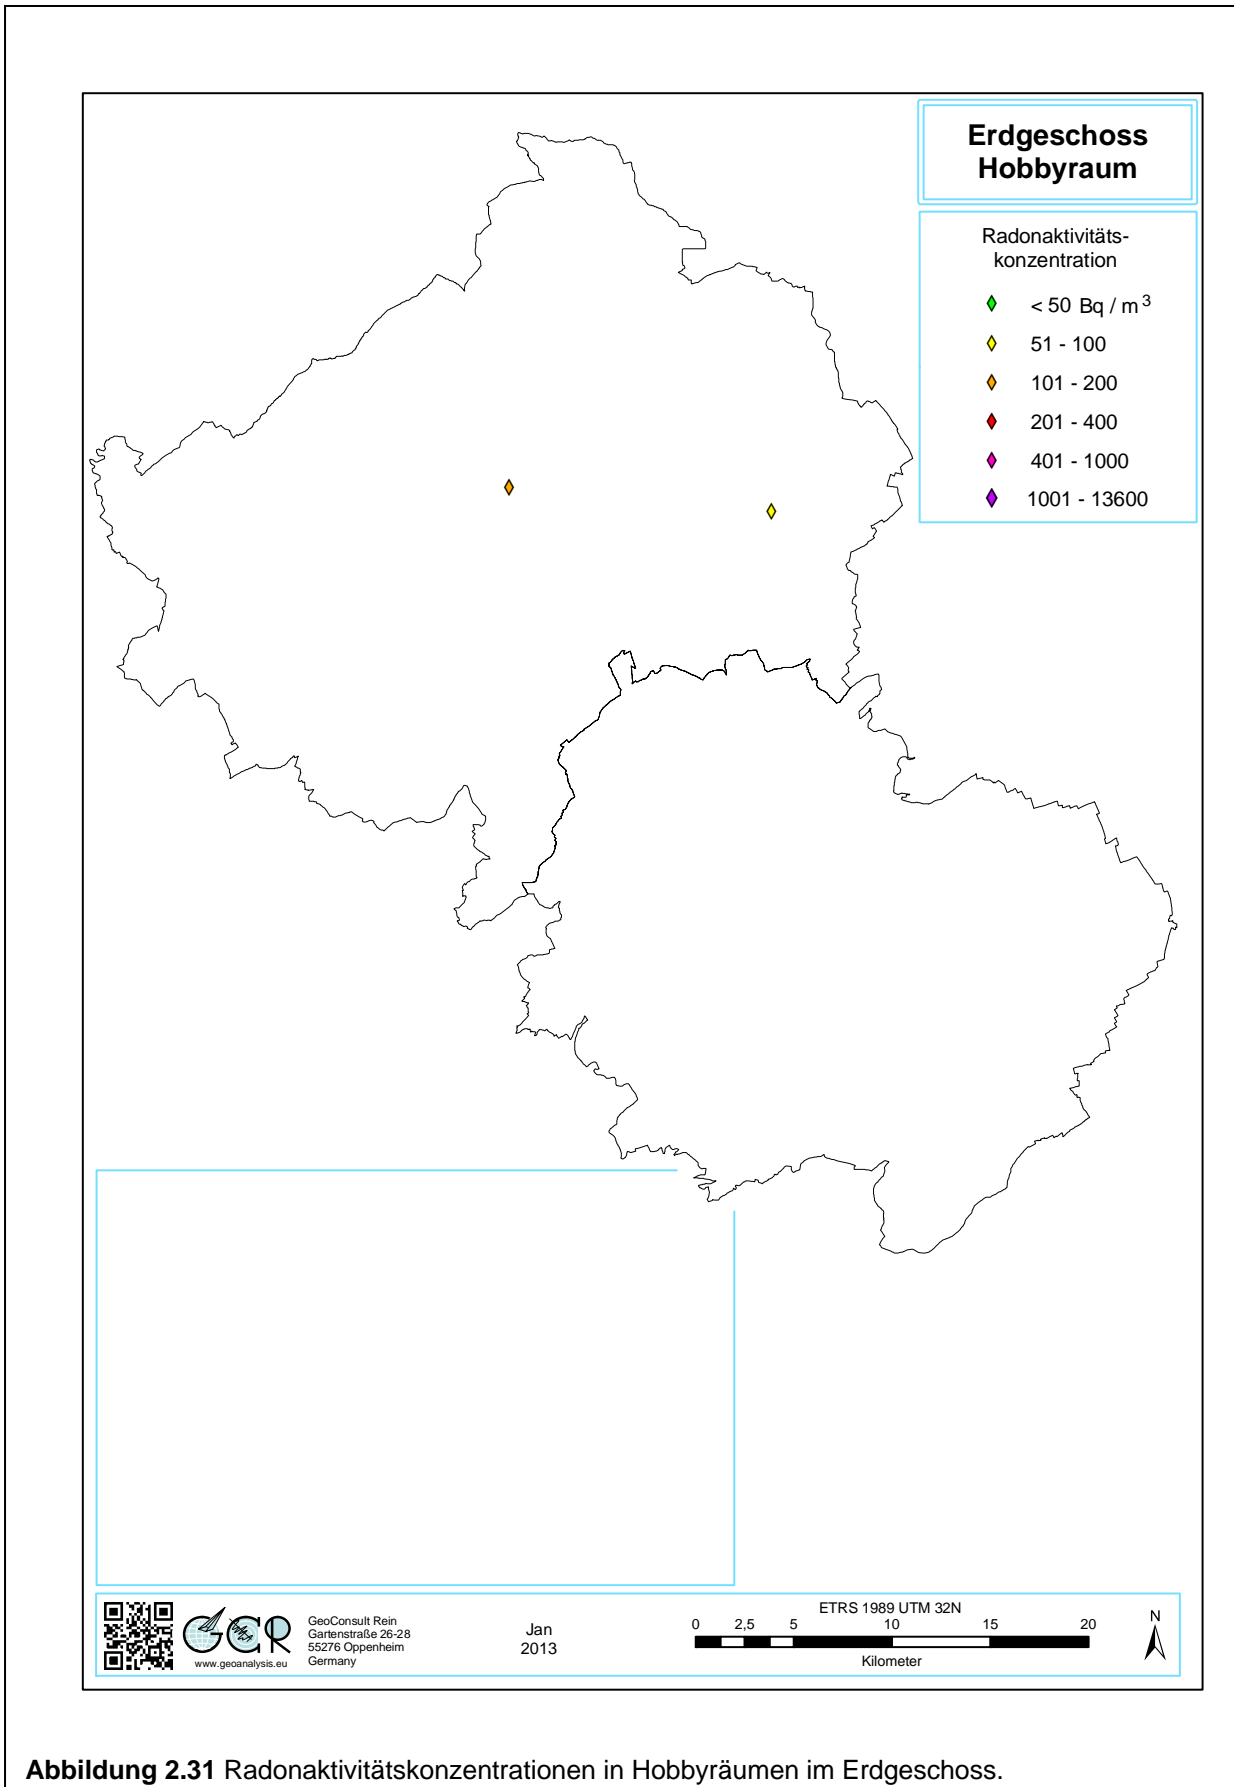 Erdgeschoss
Hobbyraum
Radonaktivitäts-
konzentration
< 50 Bq / m³
51 - 100
101 - 200
201 - 400
401 - 1000
1001 - 13600
GCR
www.geoanalysis.eu
GeoConsult Rein
Gartenstraße 26-28
55276 Oppenheim
Germany
Jan
2013
ETRS 1989 UTM 32N
0 2,5 5 10 15 20
Kilometer
N
Abbildung 2.31 Radonaktivitätskonzentrationen in Hobbyräumen im Erdgeschoss.